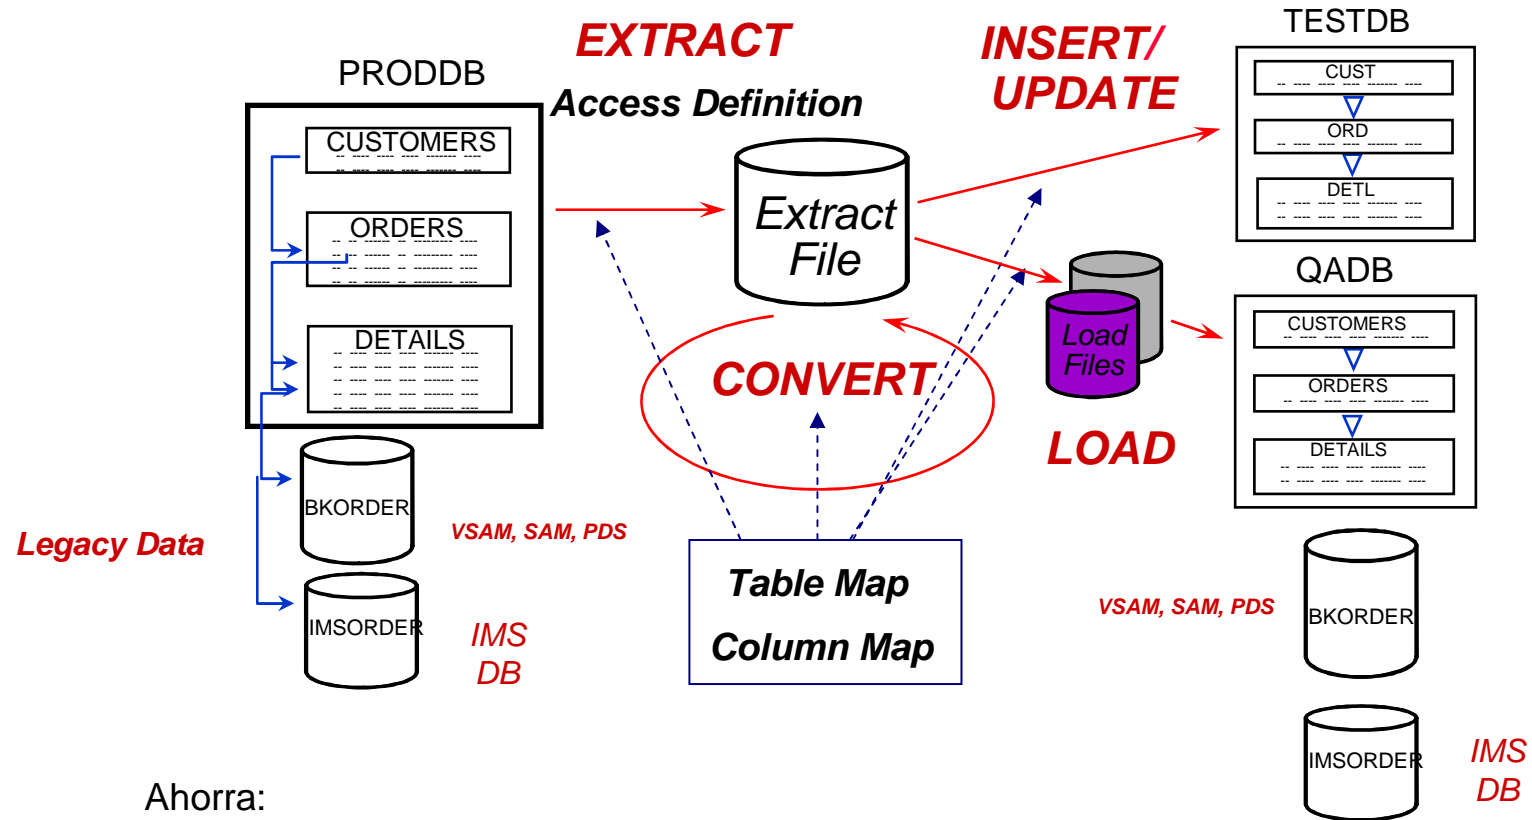 EXTRACT
Access Definition
INSERT/
UPDATE
TESTDB
PRODDB
CUSTOMERS
ORDERS
DETAILS
Extract
File
CUST
ORD
DETL
QADB
CUSTOMERS
ORDERS
DETAILS
Load
Files
CONVERT
LOAD
BKORDER
VSAM, SAM, PDS
Legacy Data
IMSORDER
IMS
DB
Table Map
Column Map
VSAM, SAM, PDS
BKORDER
IMSORDER
IMS
DB
Ahorra: